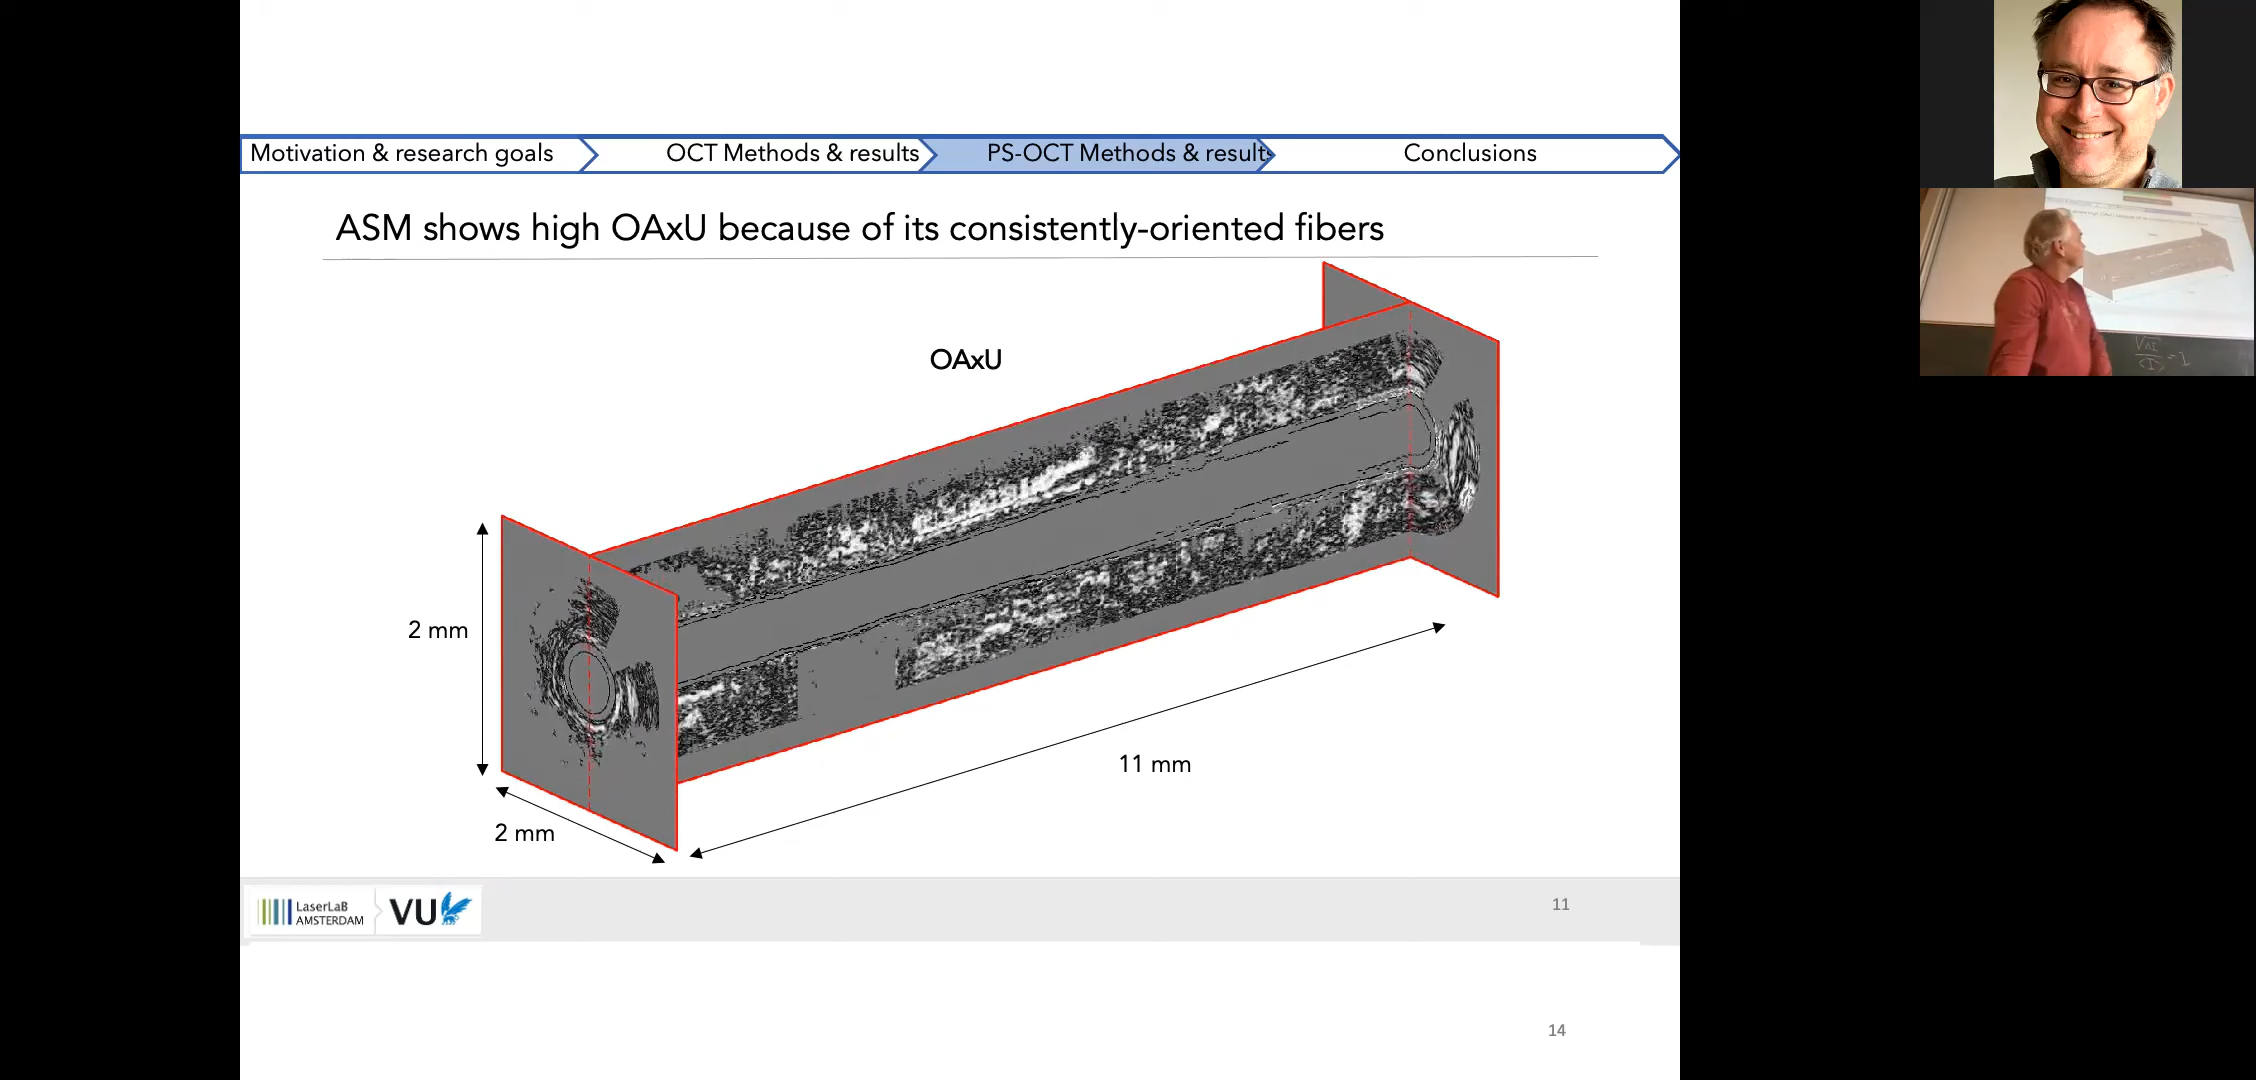 Motivation & research goals
OCT Methods & results
PS-OCT Methods & results
Conclusions
ASM shows high OAxU because of its consistently-oriented fibers
OAxU
2 mm
2 mm
11 mm
LaserLaB
AMSTERDAM
VU
11
14